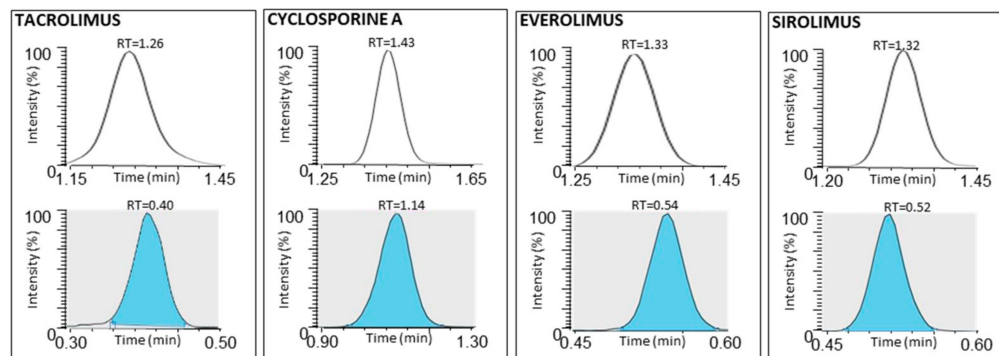 TACROLIMUS
RT=1.26
100
Intensity (%)
0
1.15 Time (min) 1.45
RT=0.40
100
Intensity (%)
0
0.30 Time (min) 0.50
CYCLOSPORINE A
RT=1.43
100
Intensity (%)
0
1.25 Time (min) 1.65
RT=1.14
100
Intensity (%)
0
0.90 Time (min) 1.30
EVEROLIMUS
RT=1.33
100
Intensity (%)
0
1.25 Time (min) 1.45
RT=0.54
100
Intensity (%)
0
0.45 Time (min) 0.60
SIROLIMUS
RT=1.32
100
Intensity (%)
0
1.20 Time (min) 1.45
RT=0.52
100
Intensity (%)
0
0.45 Time (min) 0.60